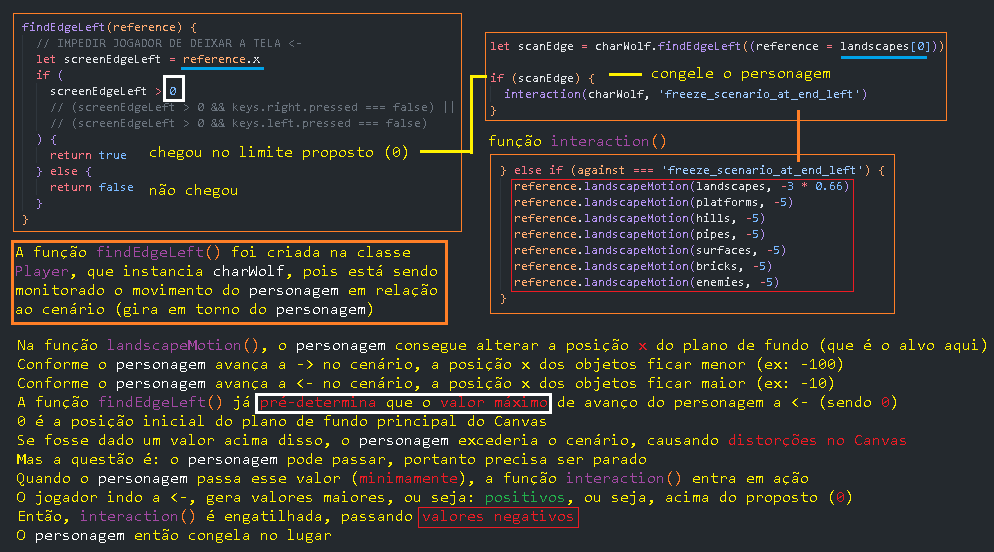 findEdgeLeft(reference) {
// IMPEDIR JOGADOR DE DEIXAR A TELA <-
let screenEdgeLeft = reference.x
if (
screenEdgeLeft > 0
// (screenEdgeLeft > 0 && keys.right.pressed === false) ||
// (screenEdgeLeft > 0 && keys.left.pressed === false)
) {
return true
chegou no limite proposto (0)
} else {
return false
não chegou
}
}
let scanEdge = charWolf.findEdgeLeft((reference = landscapes[0]))
if (scanEdge) {
congele o personagem
interaction(charWolf, 'freeze_scenario_at_end_left')
}
função interaction()
} else if (against === 'freeze_scenario_at_end_left') {
reference.landscapeMotion(landscapes, -3 * 0.66)
reference.landscapeMotion(platforms, -5)
reference.landscapeMotion(hills, -5)
reference.landscapeMotion(pipes, -5)
reference.landscapeMotion(surfaces, -5)
reference.landscapeMotion(bricks, -5)
reference.landscapeMotion(enemies, -5)
}
A função findEdgeLeft() foi criada na classe
Player, que instancia charWolf, pois está sendo
monitorado o movimento do personagem em relação
ao cenário (gira em torno do personagem)
Na função landscapeMotion(), o personagem consegue alterar a posição x do plano de fundo (que é o alvo aqui)
Conforme o personagem avança a -> no cenário, a posição x dos objetos ficar menor (ex: -100)
Conforme o personagem avança a <- no cenário, a posição x dos objetos ficar maior (ex: -10)
A função findEdgeLeft() já pré-determina que o valor máximo de avanço do personagem a <- (sendo 0)
0 é a posição inicial do plano de fundo principal do Canvas
Se fosse dado um valor acima disso, o personagem excederia o cenário, causando distorções no Canvas
Mas a questão é: o personagem pode passar, portanto precisa ser parado
Quando o personagem passa esse valor (minimamente), a função interaction() entra em ação
O jogador indo a <-, gera valores maiores, ou seja: positivos, ou seja, acima do proposto (0)
Então, interaction() é engatilhada, passando valores negativos
O personagem então congela no lugar